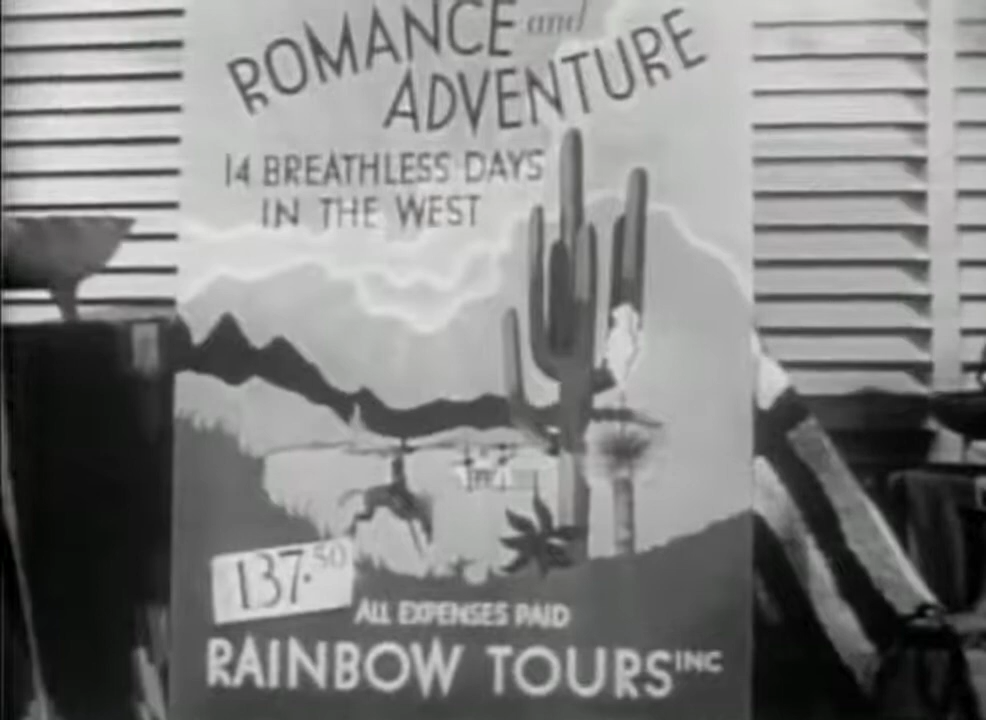 ROMANCE and
ADVENTURE
14 BREATHLESS DAYS
IN THE WEST
137.50
ALL EXPENSES PAID
RAINBOW TOURS INC